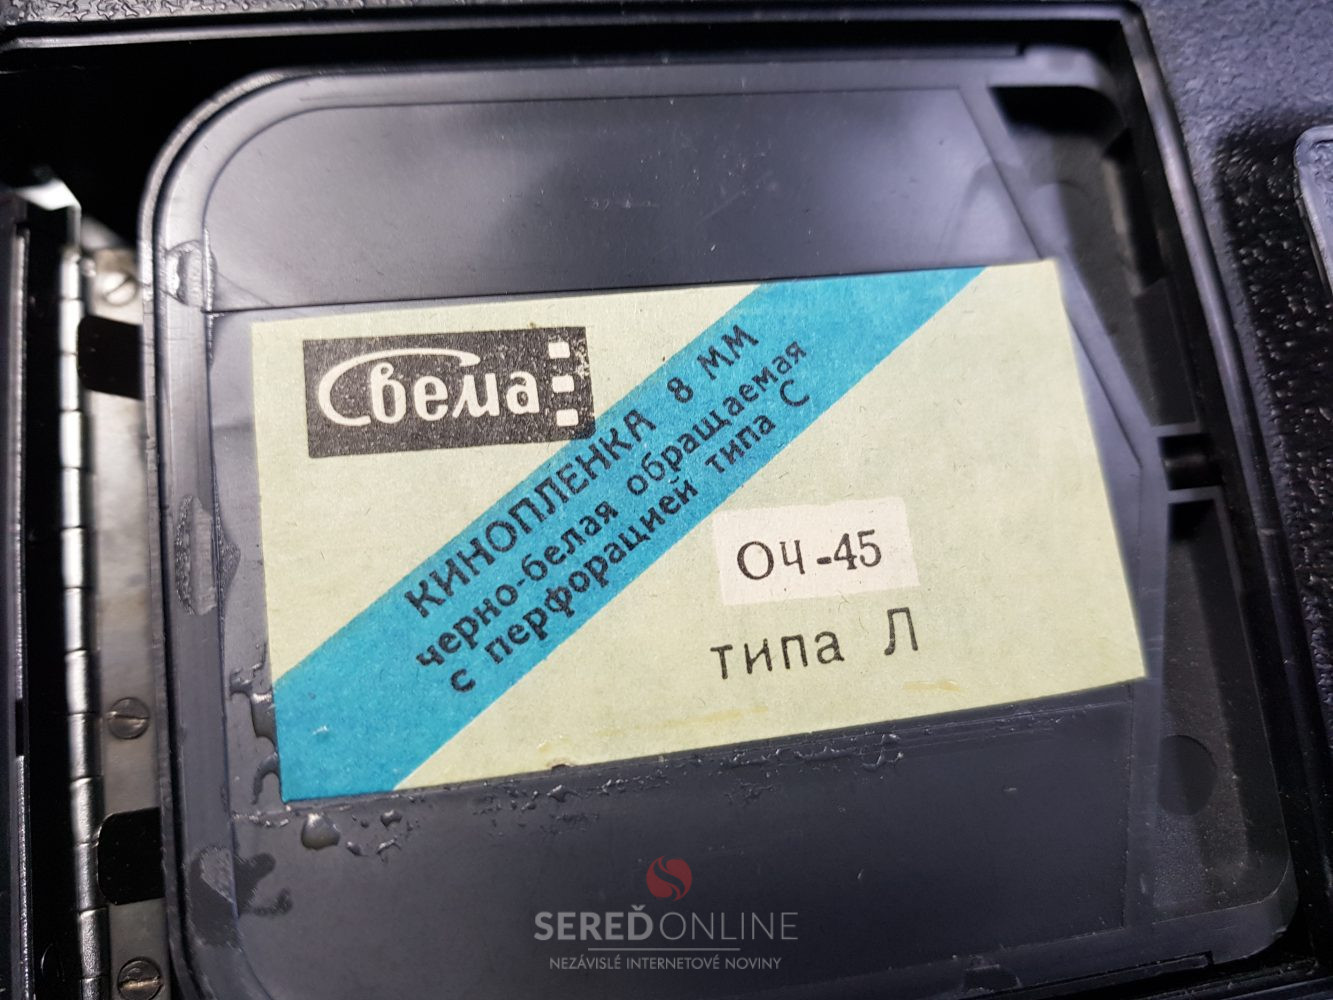 Свема
КИНОПЛЕНКА 8 ММ
черно-белая обращаемая
с перфорацией типа С
ОЧ-45
типа Л
SEREĎONLINE
NEZÁVISLÉ INTERNETOVÉ NOVINY